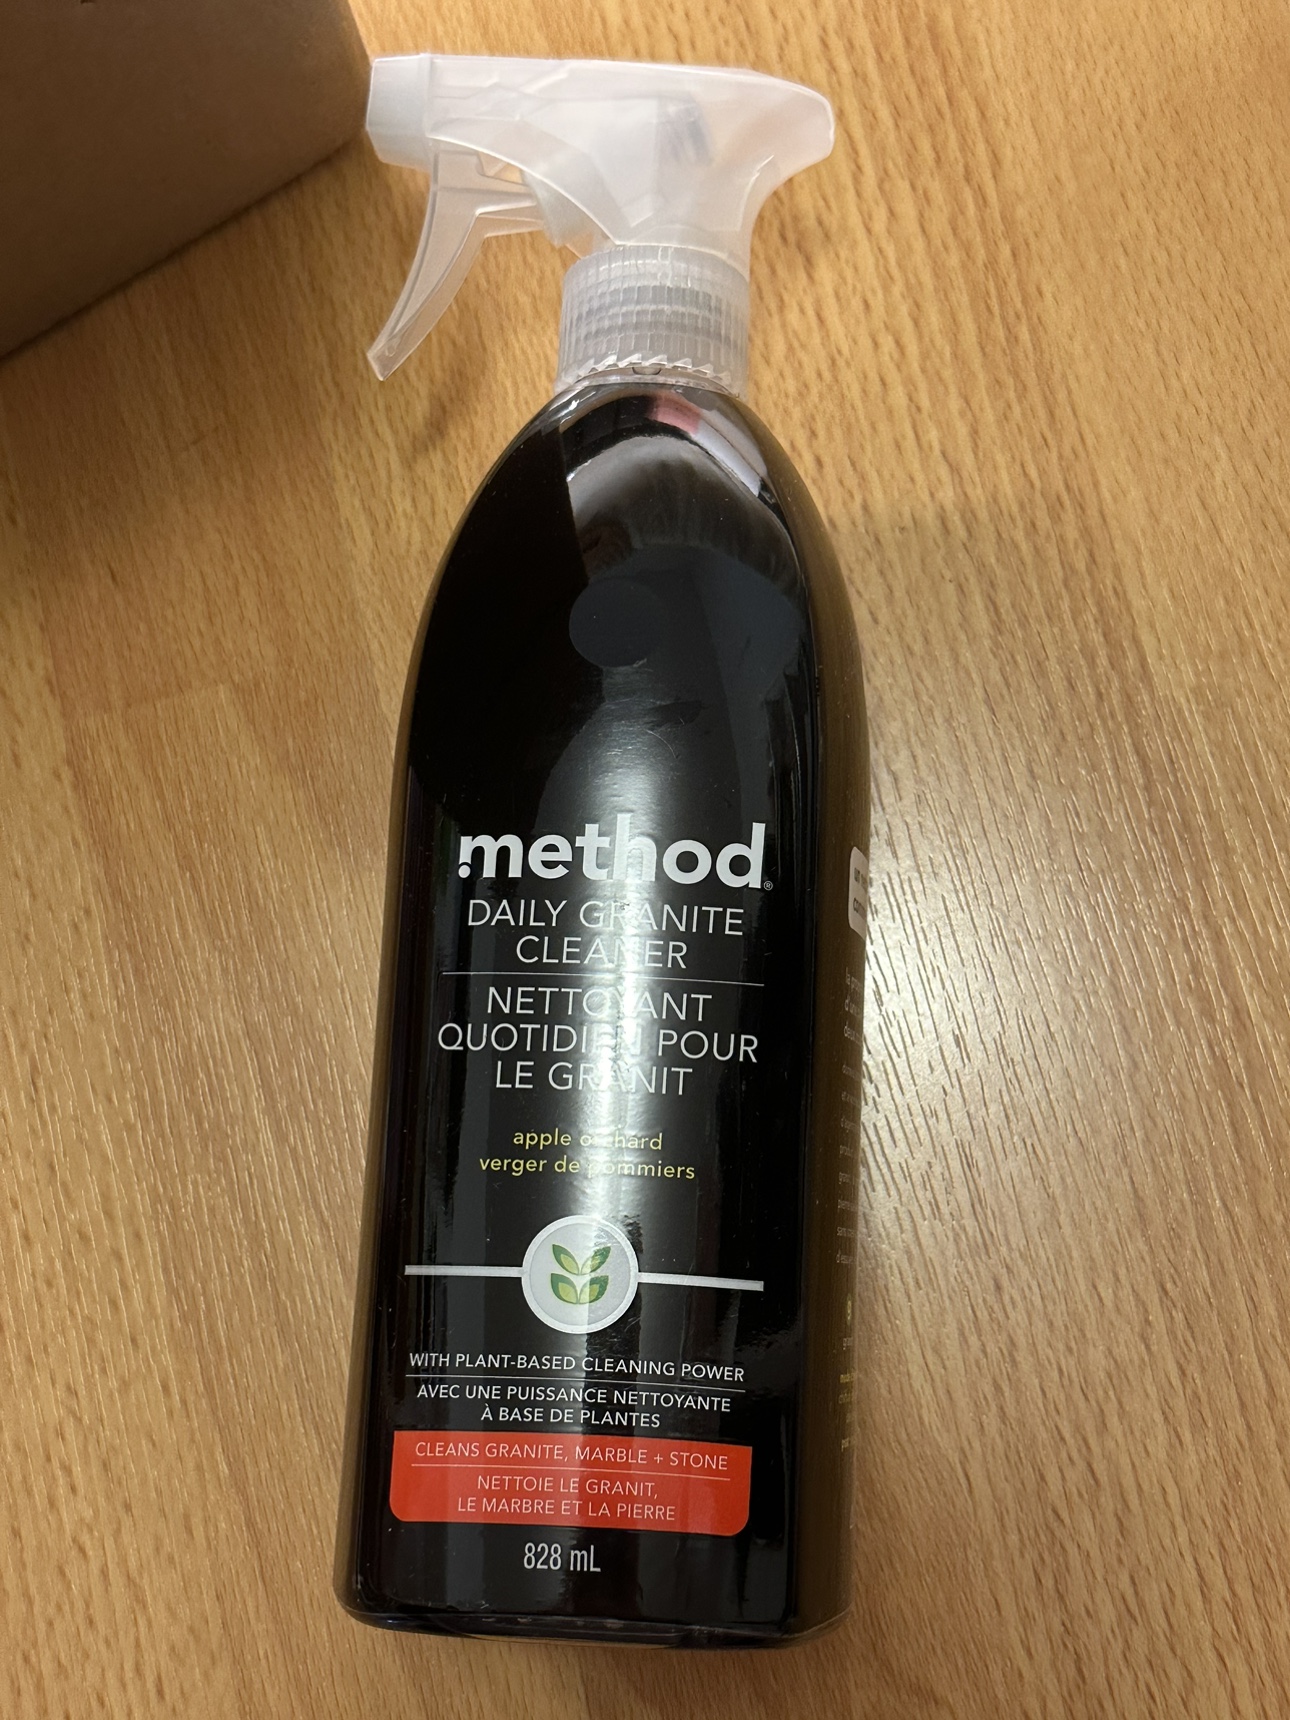 method®
DAILY GRANITE
CLEANER
NETTOYANT
QUOTIDIEN POUR
LE GRANIT
apple orchard
verger de pommiers
WITH PLANT-BASED CLEANING POWER
AVEC UNE PUISSANCE NETTOYANTE
À BASE DE PLANTES
CLEANS GRANITE, MARBLE + STONE
NETTOIE LE GRANIT,
LE MARBRE ET LA PIERRE
828 mL